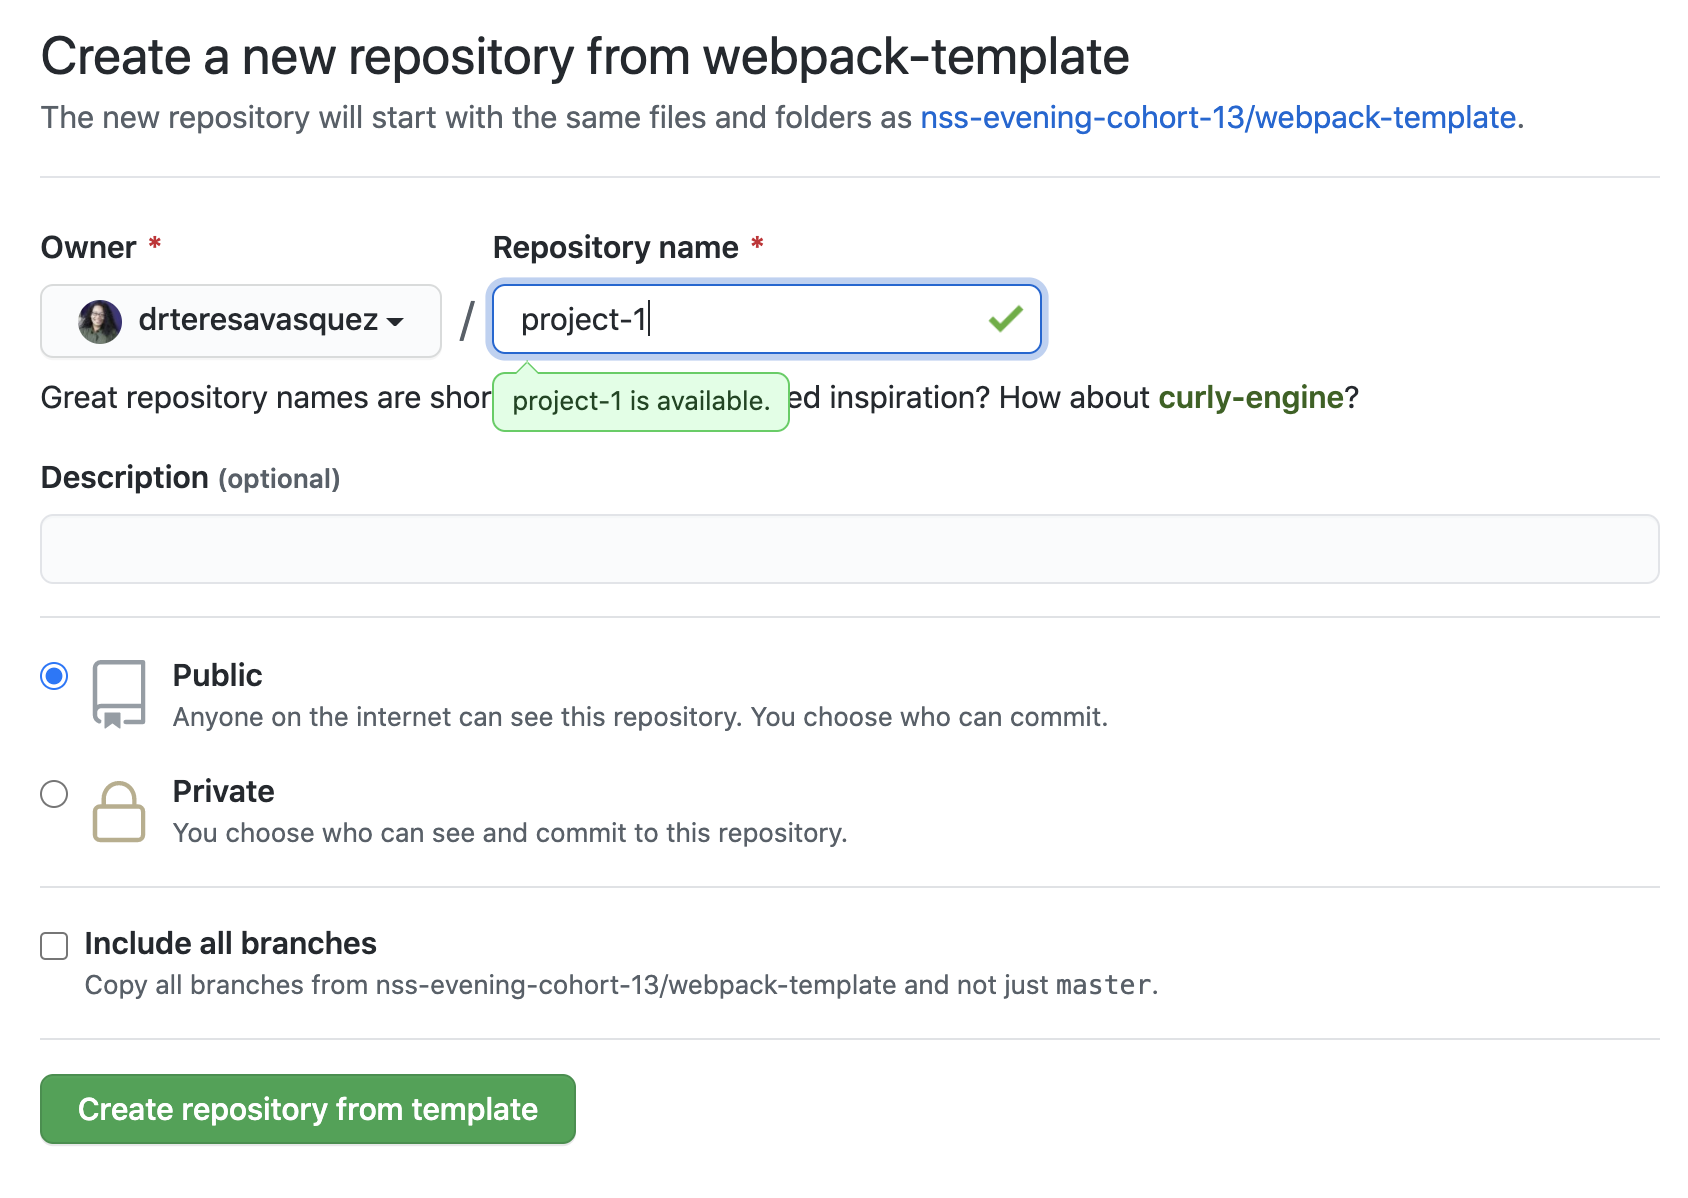 Create a new repository from webpack-template
The new repository will start with the same files and folders as nss-evening-cohort-13/webpack-template.
Owner *
Repository name *
drteresavasquez
/
project-1
Great repository names are inspiration? How about curly-engine?
project-1 is available.
Description (optional)
Public
Anyone on the internet can see this repository. You choose who can commit.
Private
You choose who can see and commit to this repository.
Include all branches
Copy all branches from nss-evening-cohort-13/webpack-template and not just master.
Create repository from template